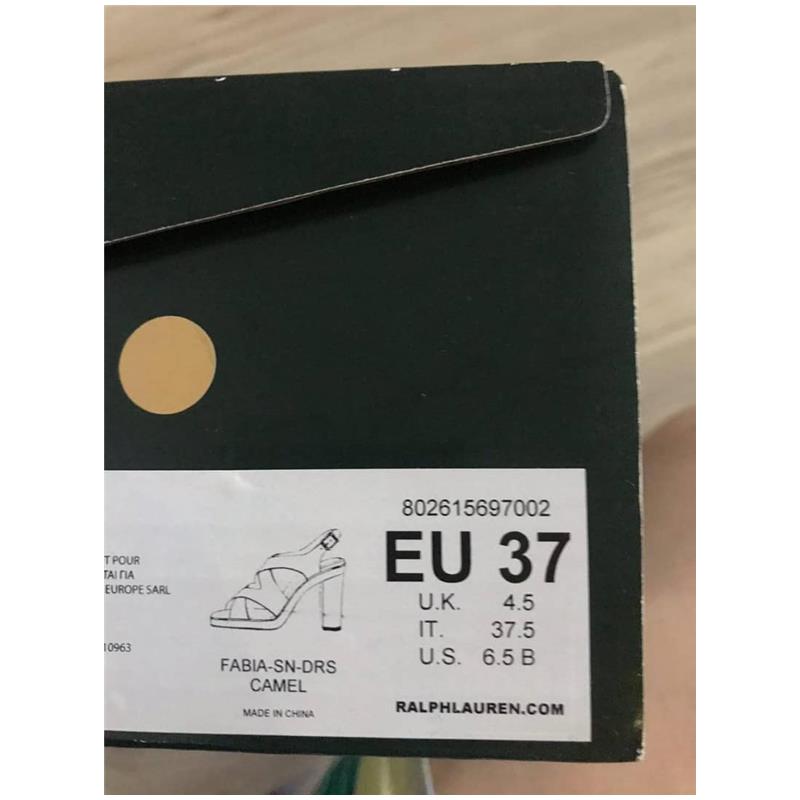 802615697002
EU 37
U.K. 4.5
IT. 37.5
U.S. 6.5 B
RALPHLAUREN.COM
T POUR
ΤΑΙ ΓΙΑ
EUROPE SARL
10963
FABIA-SN-DRS
CAMEL
MADE IN CHINA